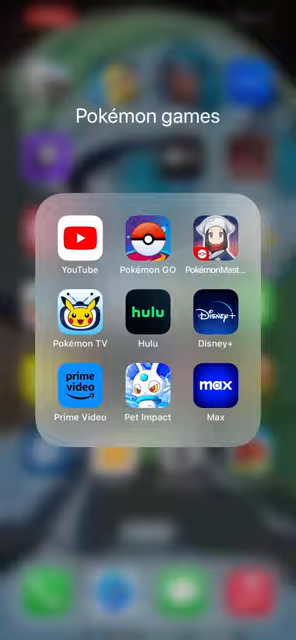 Pokémon games
YouTube
Pokémon GO
PokémonMast...
Pokémon TV
hulu
Hulu
Disney+
Disney+
prime
video
Prime Video
Pet Impact
max
Max